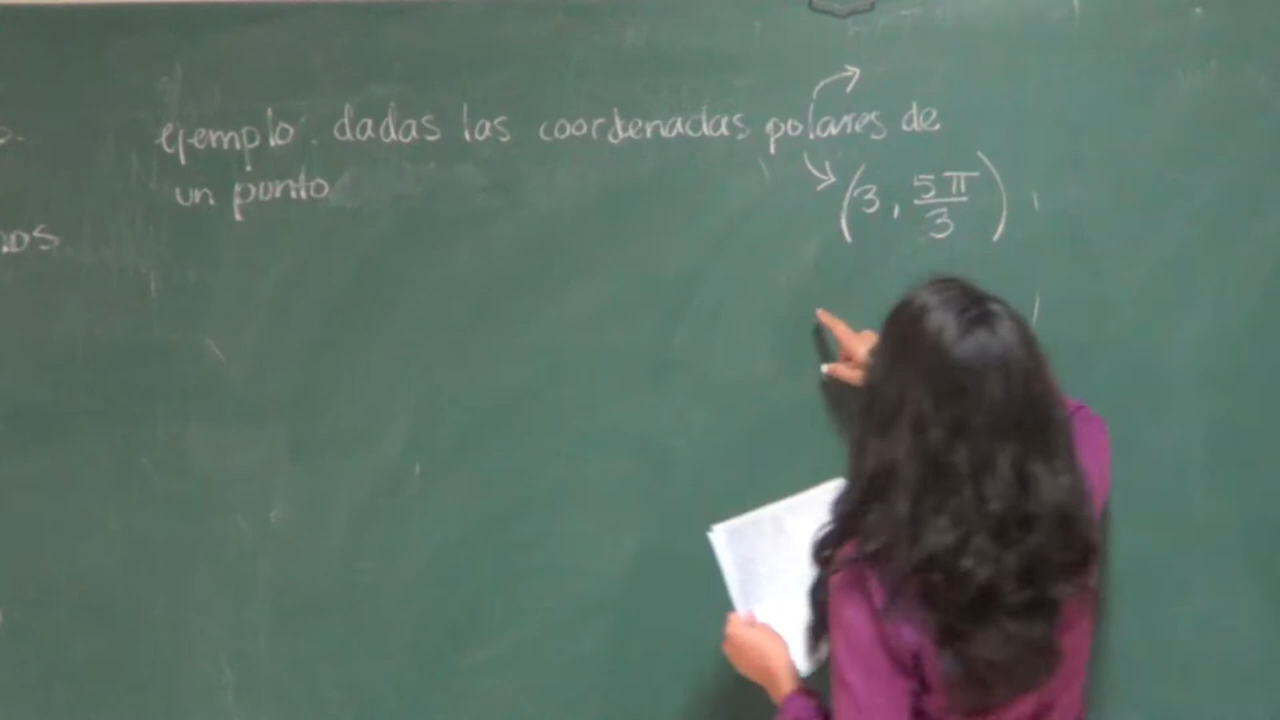 ejemplo: dadas las coordenadas polares de
un punto
(3, 5π/3),